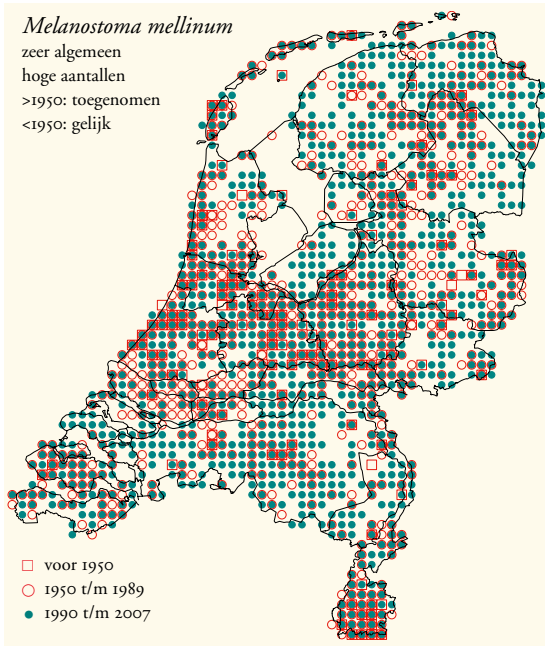 Melanostoma mellinum
zeer algemeen
hoge aantallen
>1950: toegenomen
<1950: gelijk
voor 1950
1950 t/m 1989
1990 t/m 2007